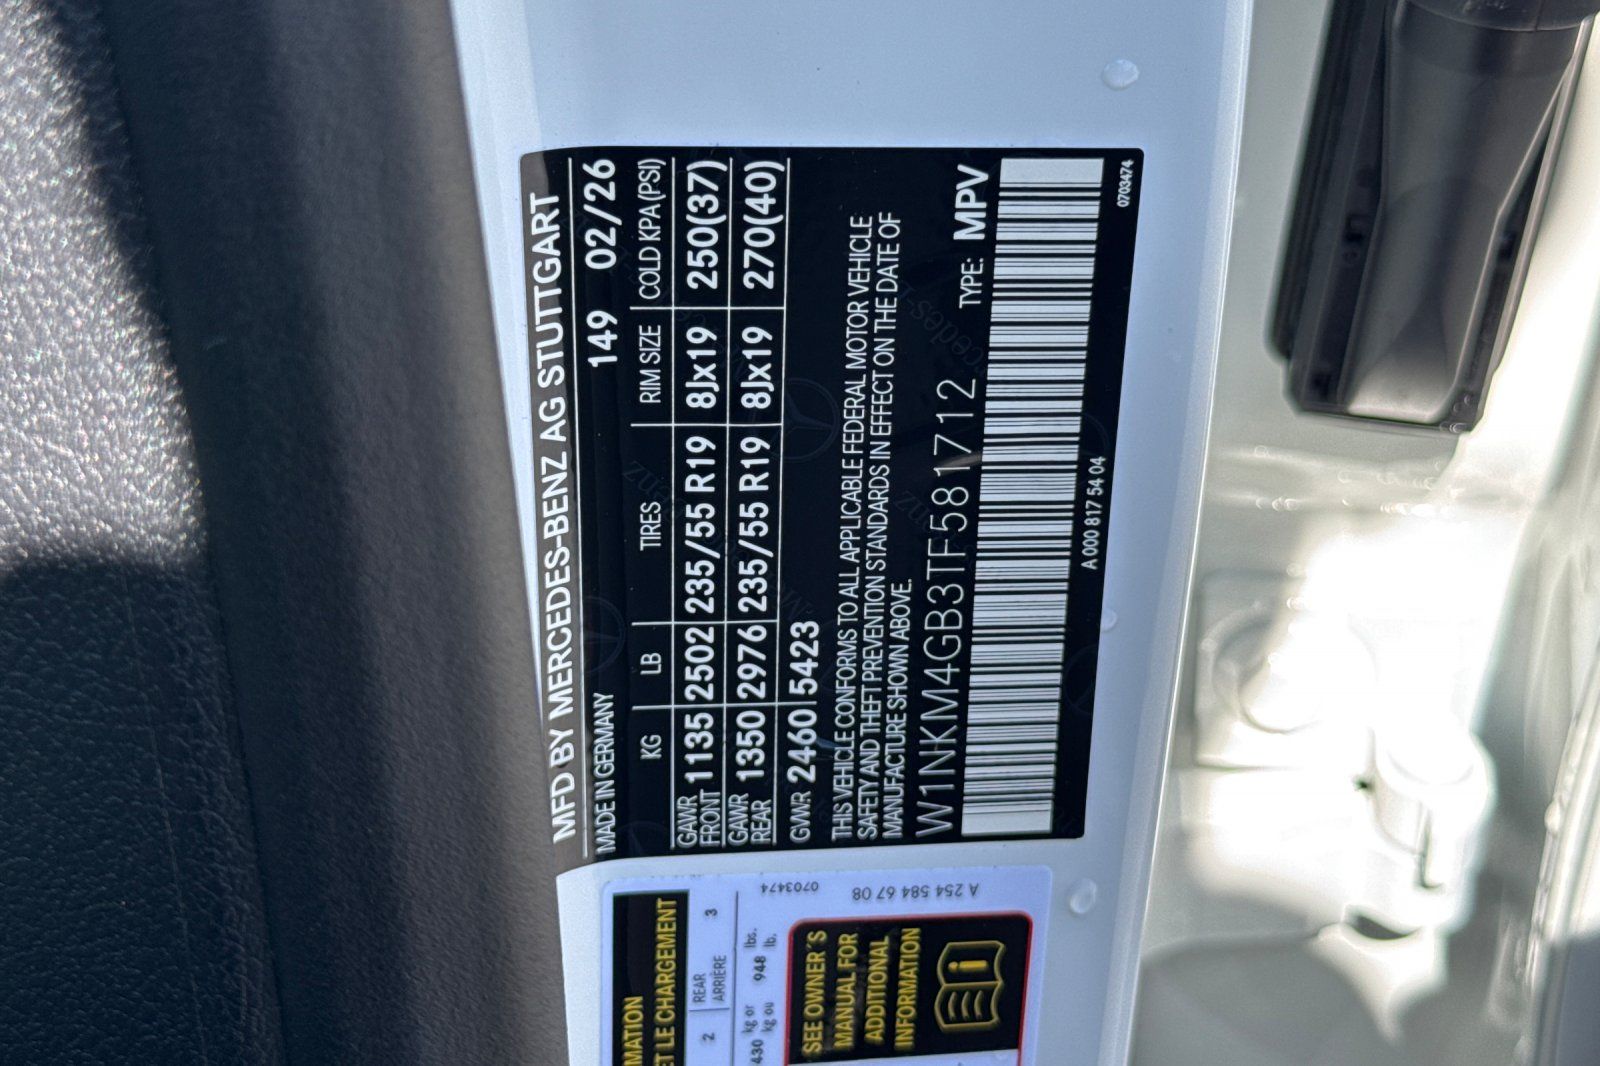 MFD BY MERCEDES-BENZ AG STUTTGART
MADE IN GERMANY 149 02/26
KG LB TIRES RIM SIZE COLD KPA(PSI)
GAWR FRONT 1135 2502 235/55 R19 8Jx19 250(37)
GAWR REAR 1350 2976 235/55 R19 8Jx19 270(40)
GWR 2460 5423
THIS VEHICLE CONFORMS TO ALL APPLICABLE FEDERAL MOTOR VEHICLE
SAFETY AND THEFT PREVENTION STANDARDS IN EFFECT ON THE DATE OF
MANUFACTURE SHOWN ABOVE.
W1NKM4GB3TF581712 TYPE: MPV
A 000 817 54 04 0703474
MATION
ET LE CHARGEMENT
2 REAR ARRIÈRE 3
430 kg or kg ou 948 lbs. lb.
SEE OWNER´S
MANUAL FOR
ADDITIONAL
INFORMATION
0703474
A 254 584 67 08